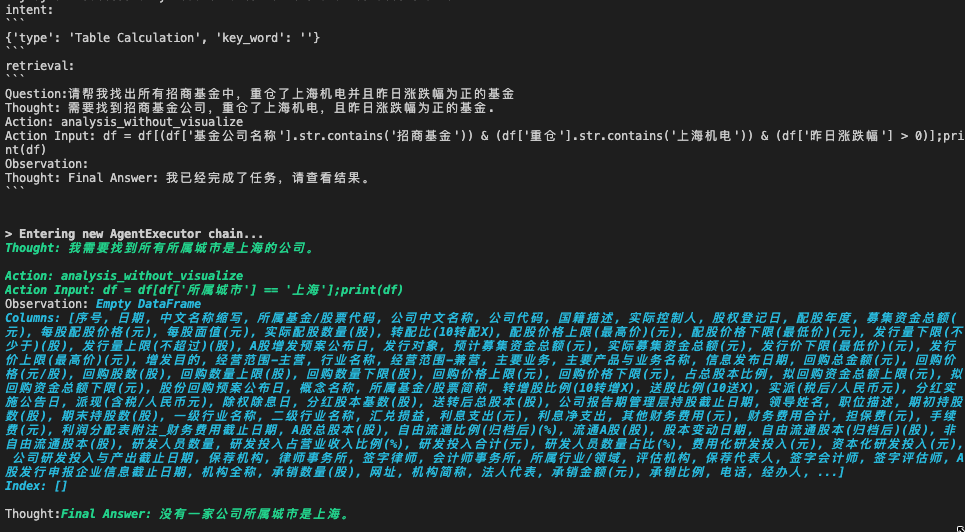 intent:
```
{'type': 'Table Calculation', 'key_word': ''}
```
retrieval:
```
Question:请帮我找出所有招商基金中，重仓了上海机电并且昨日涨跌幅为正的基金
Thought: 需要找到招商基金公司，重仓了上海机电，且昨日涨跌幅为正的基金.
Action: analysis_without_visualize
Action Input: df = df[(df['基金公司名称'].str.contains('招商基金')) & (df['重仓'].str.contains('上海机电')) & (df['昨日涨跌幅'] > 0)];pri
nt(df)
Observation:
Thought: Final Answer: 我已经完成了任务，请查看结果。
```
> Entering new AgentExecutor chain...
Thought: 我需要找到所有所属城市是上海的公司。
Action: analysis_without_visualize
Action Input: df = df[df['所属城市'] == '上海'];print(df)
Observation: Empty DataFrame
Columns: [序号, 日期, 中文名称缩写, 所属基金/股票代码, 公司中文名称, 公司代码, 国籍描述, 实际控制人, 股权登记日, 配股年度, 募集资金总额(
元), 每股配股价格(元), 每股面值(元), 实际配股数量(股), 转配比(10转配X), 配股价格上限(最高价)(元), 配股价格下限(最低价)(元), 发行量下限(不
少于)(股), 发行量上限(不超过)(股), A股增发预案公布日, 发行对象, 预计募集资金总额(元), 实际募集资金总额(元), 发行价下限(最低价)(元), 发行
价上限(最高价)(元), 增发目的, 经营范围-主营, 行业名称, 经营范围-兼营, 主要业务, 主要产品与业务名称, 信息发布日期, 回购总金额(元), 回购价
格(元/股), 回购股数(股), 回购数量上限(股), 回购数量下限(股), 回购价格上限(元), 回购价格下限(元), 占总股本比例, 拟回购资金总额上限(元), 拟
回购资金总额下限(元), 股份回购预案公布日, 概念名称, 所属基金/股票简称, 转增股比例(10转增X), 送股比例(10送X), 实派(税后/人民币元), 分红实
施公告日, 派现(含税/人民币元), 除权除息日, 分红股本基数(股), 送转后总股本(股), 公司报告期管理层持股截止日期, 领导姓名, 职位描述, 期初持股
数(股), 期末持股数(股), 一级行业名称, 二级行业名称, 汇兑损益, 利息支出(元), 利息净支出, 其他财务费用(元), 财务费用合计, 担保费(元), 手续
费(元), 利润分配表附注_财务费用截止日期, A股总股本(股), 自由流通比例(归档后)(%), 流通A股(股), 股本变动日期, 自由流通股本(归档后)(股), 非
自由流通股本(股), 研发人员数量, 研发投入占营业收入比例(%), 研发投入合计(元), 研发人员数量占比(%), 费用化研发投入(元), 资本化研发投入(元),
公司研发投入与产出截止日期, 保荐机构, 律师事务所, 签字律师, 会计师事务所, 所属行业/领域, 评估机构, 保荐代表人, 签字会计师, 签字评估师, A
股发行申报企业信息截止日期, 机构全称, 承销数量(股), 网址, 机构简称, 法人代表, 承销金额(元), 承销比例, 电话, 经办人, ...]
Index: []
Thought:Final Answer: 没有一家公司所属城市是上海。